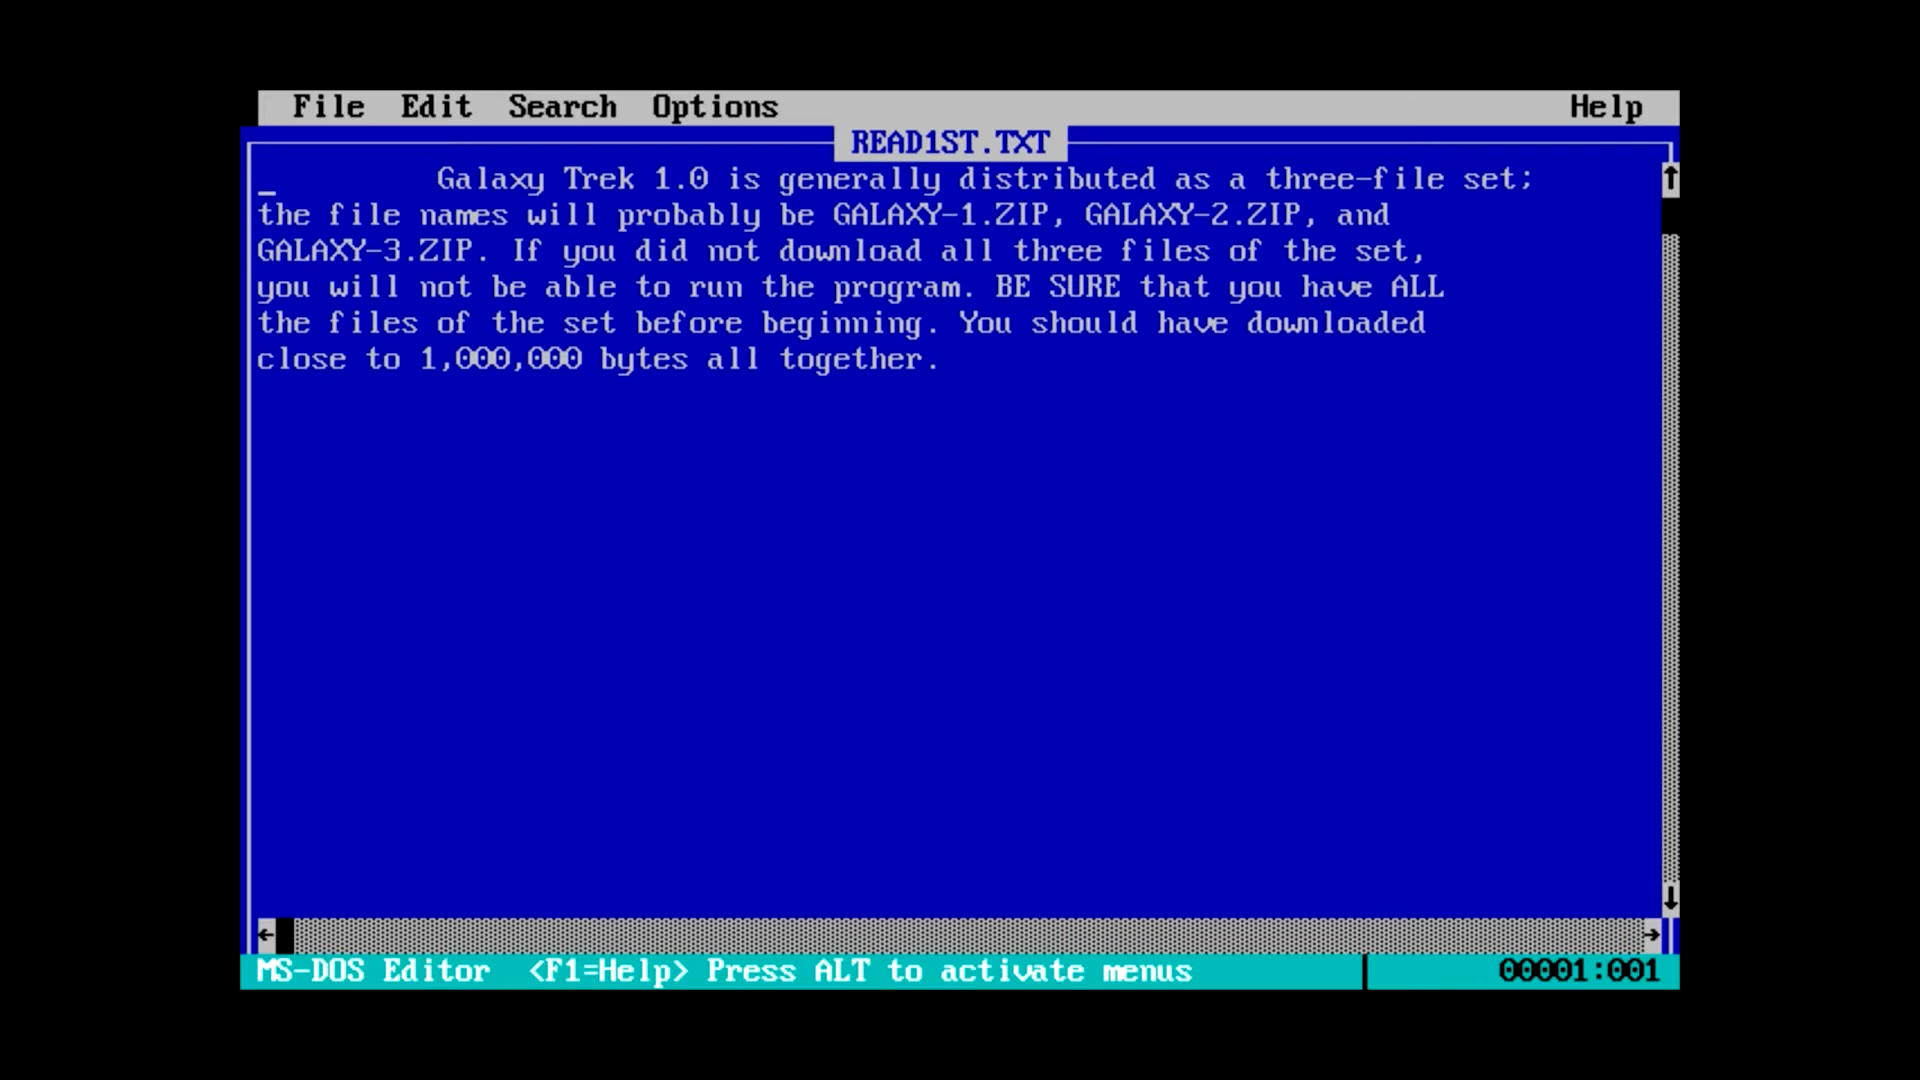 File Edit Search Options Help
READ1ST.TXT
Galaxy Trek 1.0 is generally distributed as a three-file set;
the file names will probably be GALAXY-1.ZIP, GALAXY-2.ZIP, and
GALAXY-3.ZIP. If you did not download all three files of the set,
you will not be able to run the program. BE SURE that you have ALL
the files of the set before beginning. You should have downloaded
close to 1,000,000 bytes all together.
MS-DOS Editor <F1=Help> Press ALT to activate menus 00001:001